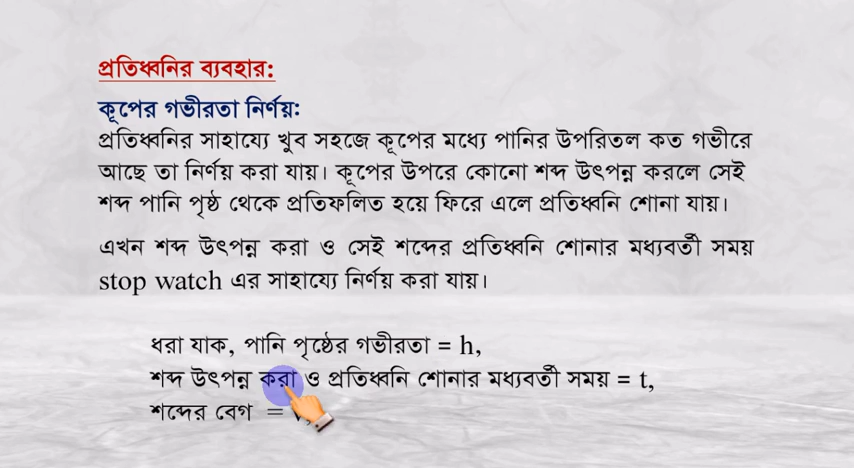 প্রতিধ্বনির ব্যবহার:
কূপের গভীরতা নির্ণয়ঃ
প্রতিধ্বনির সাহায্যে খুব সহজে কূপের মধ্যে পানির উপরিতল কত গভীরে
আছে তা নির্ণয় করা যায়। কূপের উপরে কোনো শব্দ উৎপন্ন করলে সেই
শব্দ পানি পৃষ্ঠ থেকে প্রতিফলিত হয়ে ফিরে এলে প্রতিধ্বনি শোনা যায়।
এখন শব্দ উৎপন্ন করা ও সেই শব্দের প্রতিধ্বনি শোনার মধ্যবর্তী সময়
stop watch এর সাহায্যে নির্ণয় করা যায়।
ধরা যাক, পানি পৃষ্ঠের গভীরতা = h,
শব্দ উৎপন্ন করা ও প্রতিধ্বনি শোনার মধ্যবর্তী সময় = t,
শব্দের বেগ =